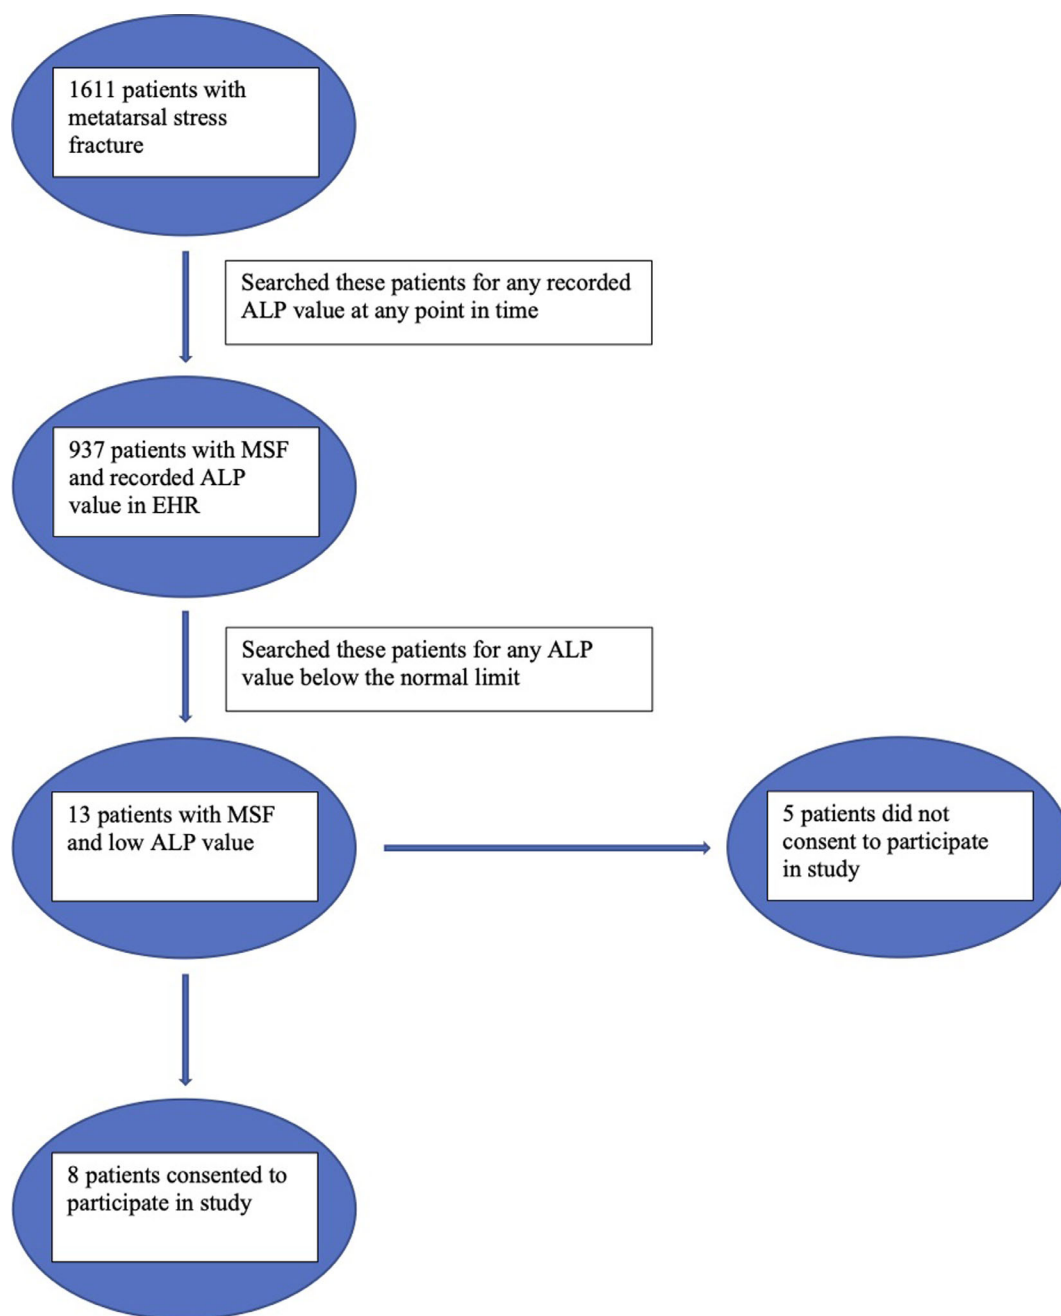 1611 patients with
metatarsal stress
fracture
Searched these patients for any recorded
ALP value at any point in time
937 patients with MSF
and recorded ALP
value in EHR
Searched these patients for any ALP
value below the normal limit
13 patients with MSF
and low ALP value
5 patients did not
consent to participate
in study
8 patients consented to
participate in study